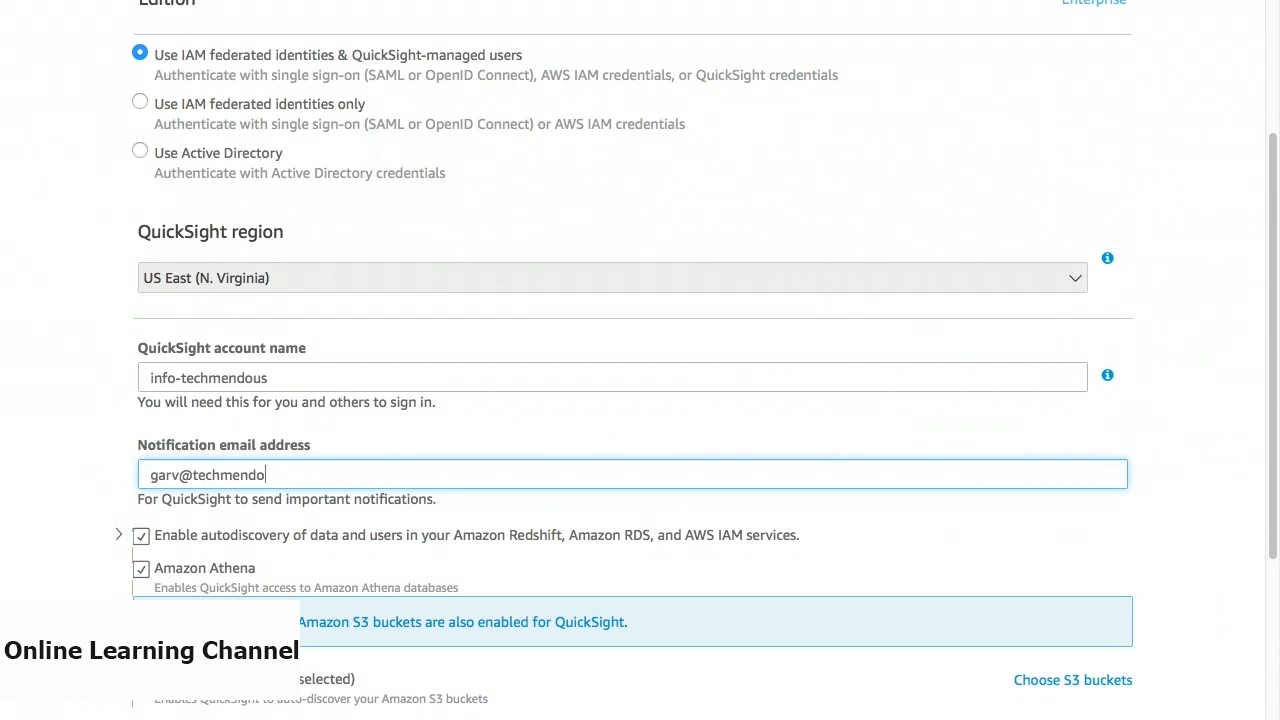 Edition
Enterprise
Use IAM federated identities & QuickSight-managed users
Authenticate with single sign-on (SAML or OpenID Connect), AWS IAM credentials, or QuickSight credentials
Use IAM federated identities only
Authenticate with single sign-on (SAML or OpenID Connect) or AWS IAM credentials
Use Active Directory
Authenticate with Active Directory credentials
QuickSight region
US East (N. Virginia)
QuickSight account name
info-techmendous
You will need this for you and others to sign in.
Notification email address
garv@techmendo
For QuickSight to send important notifications.
Enable autodiscovery of data and users in your Amazon Redshift, Amazon RDS, and AWS IAM services.
Amazon Athena
Enables QuickSight access to Amazon Athena databases
Amazon S3 buckets are also enabled for QuickSight.
Online Learning Channel
selected)
Choose S3 buckets
Enables QuickSight to auto-discover your Amazon S3 buckets